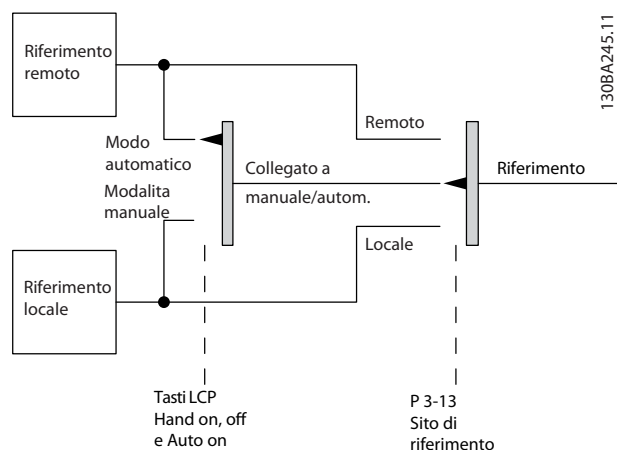 Riferimento
remoto
130BA245.11
Remoto
Modo
automatico
Collegato a
manuale/autom.
Riferimento
Modalita
manuale
Locale
Riferimento
locale
Tasti LCP
Hand on, off
e Auto on
P 3-13
Sito di
riferimento